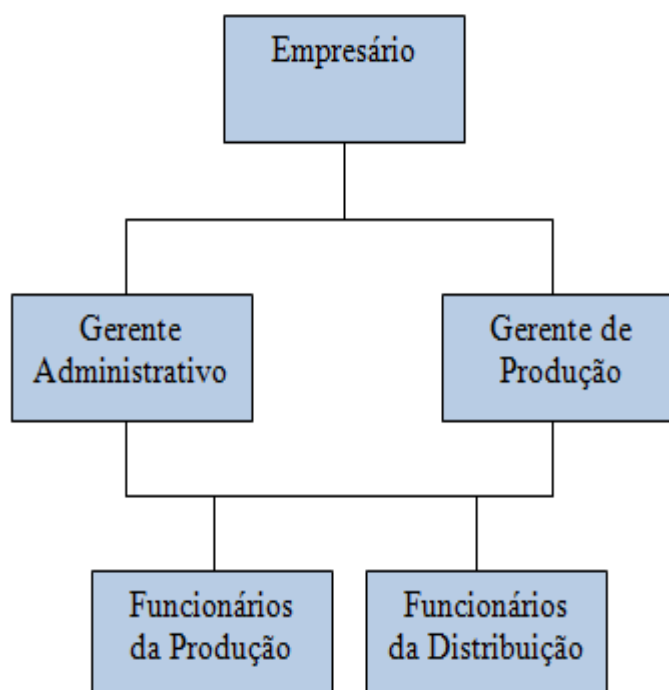 Empresário
Gerente
Administrativo
Gerente de
Produção
Funcionários
da Produção
Funcionários
da Distribuição